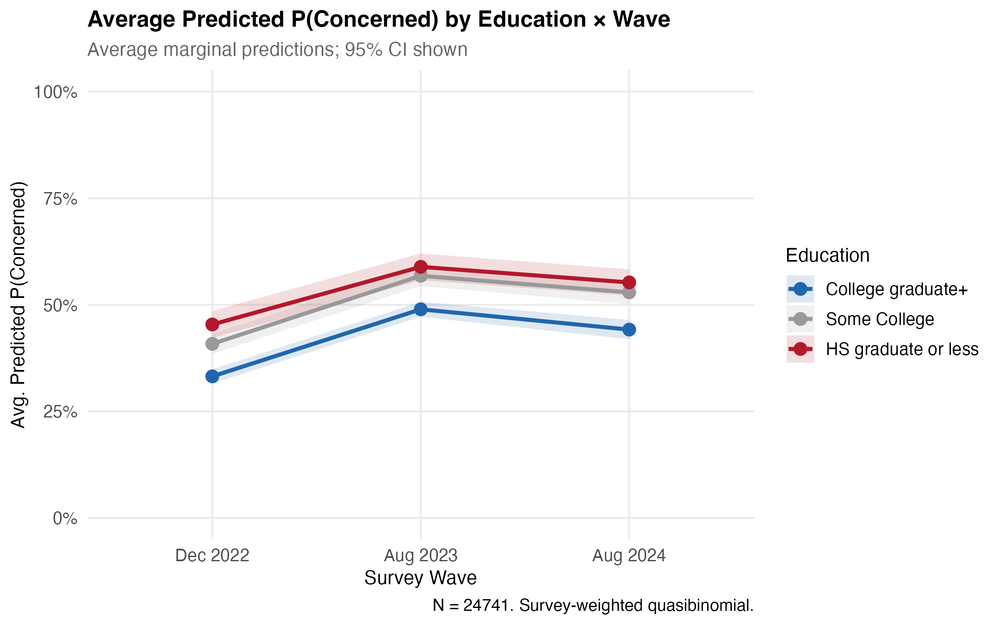 Average Predicted P(Concerned) by Education × Wave
Average marginal predictions; 95% CI shown
Avg. Predicted P(Concerned)
100%
75%
50%
25%
0%
Dec 2022
Aug 2023
Aug 2024
Survey Wave
Education
College graduate+
Some College
HS graduate or less
N = 24741. Survey-weighted quasibinomial.